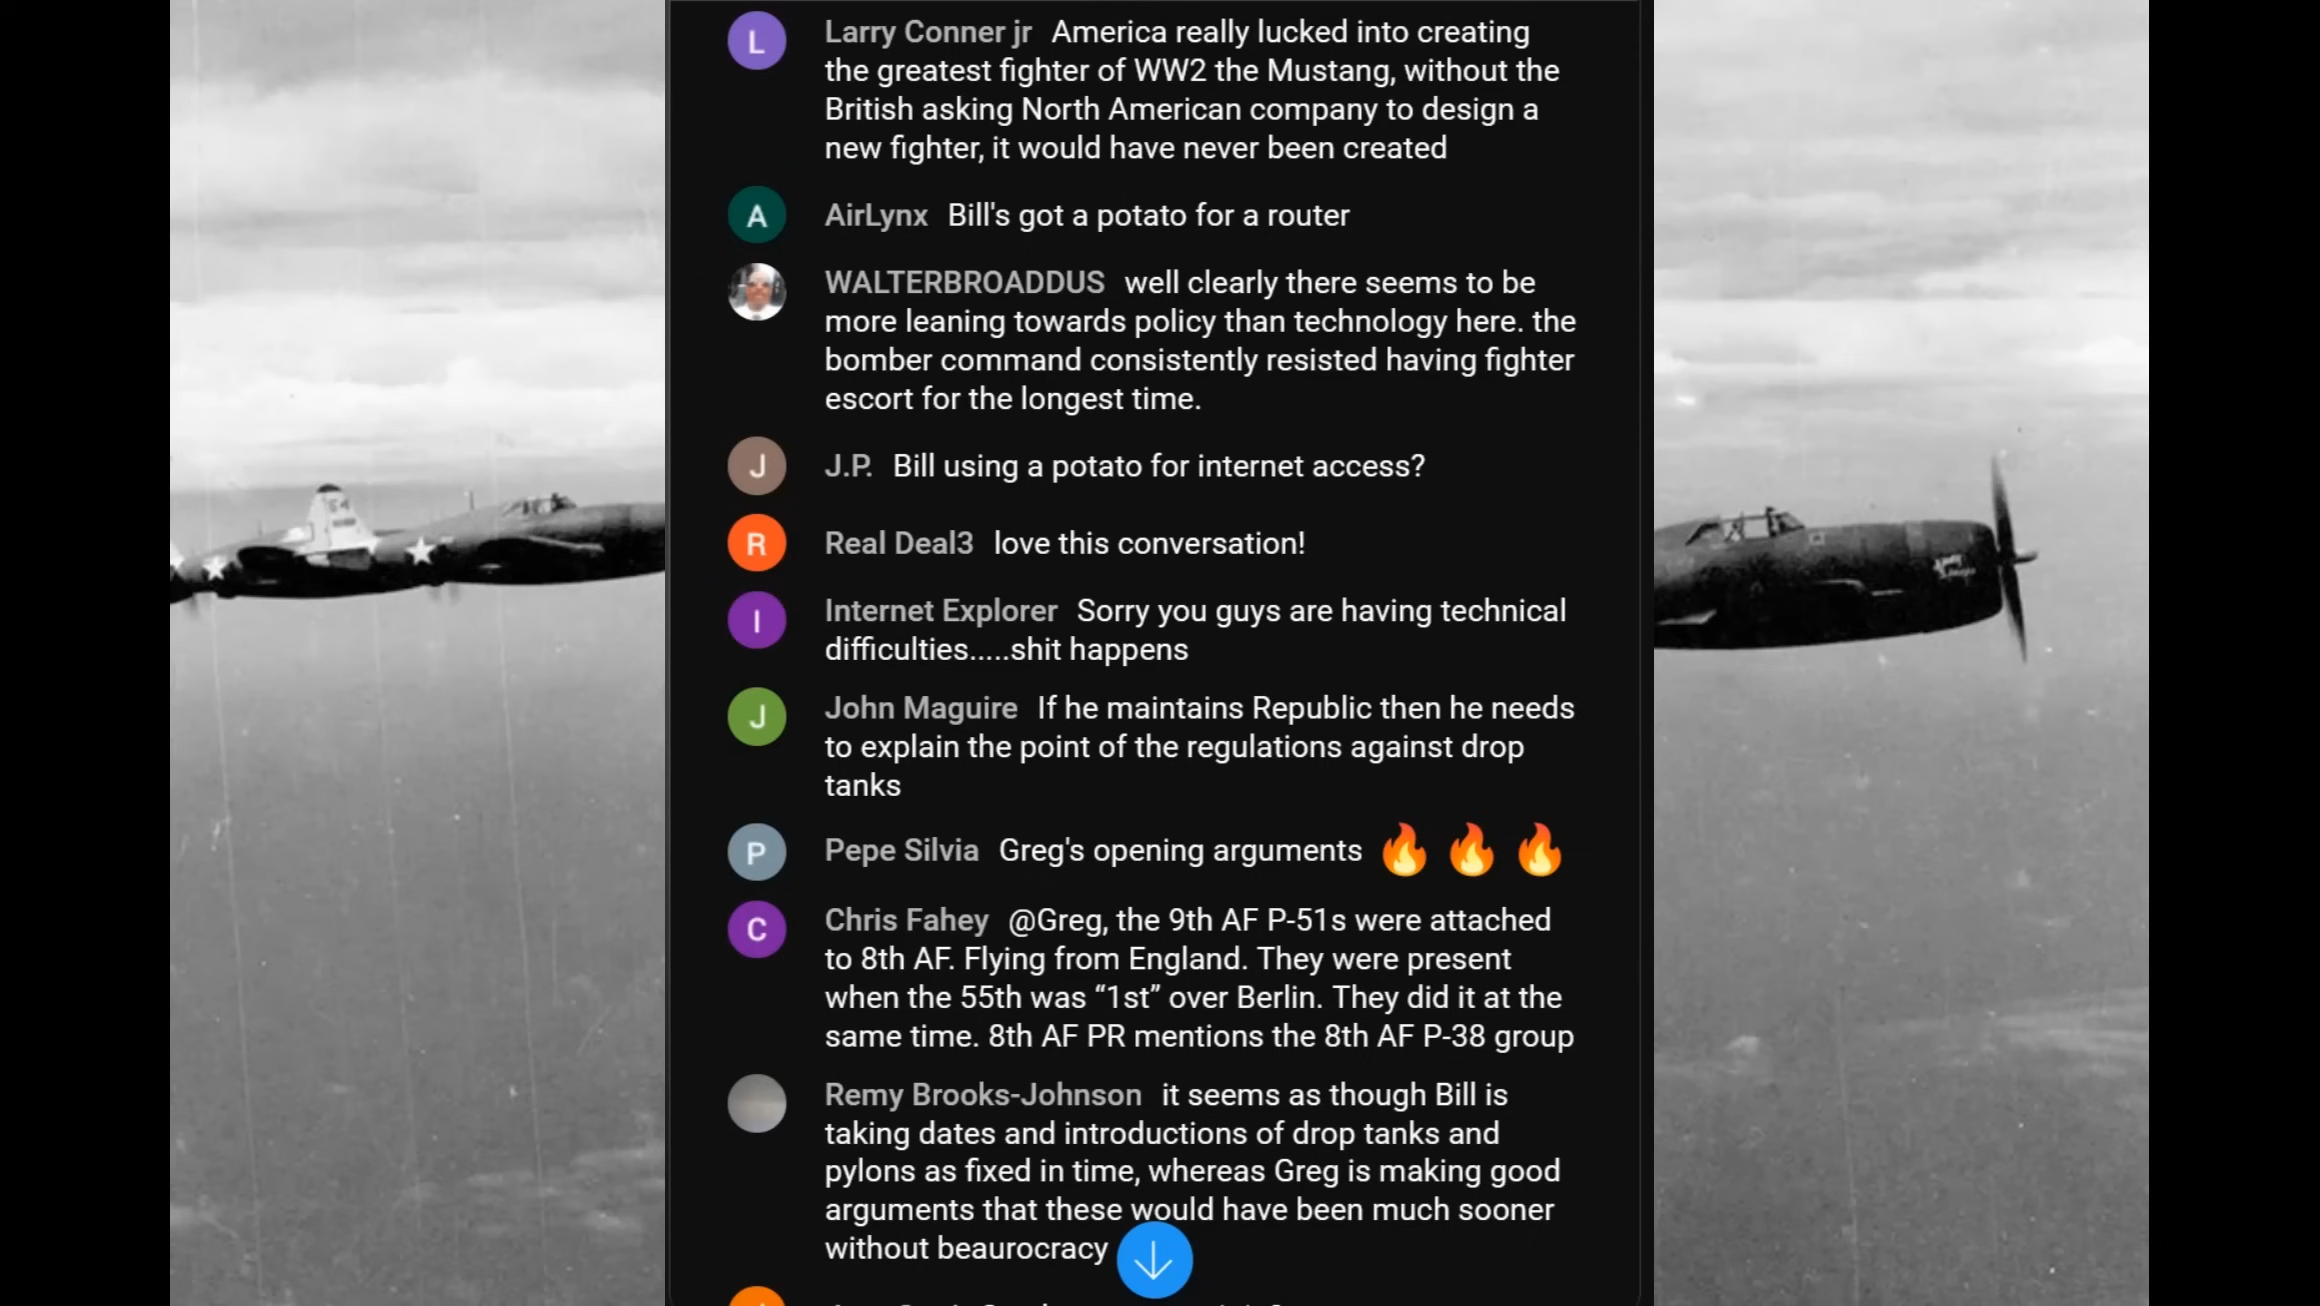 L Larry Conner jr America really lucked into creating
the greatest fighter of WW2 the Mustang, without the
British asking North American company to design a
new fighter, it would have never been created
A AirLynx Bill's got a potato for a router
WALTERBROADDUS well clearly there seems to be
more leaning towards policy than technology here. the
bomber command consistently resisted having fighter
escort for the longest time.
J J.P. Bill using a potato for internet access?
R Real Deal3 love this conversation!
I Internet Explorer Sorry you guys are having technical
difficulties.....shit happens
J John Maguire If he maintains Republic then he needs
to explain the point of the regulations against drop
tanks
P Pepe Silvia Greg's opening arguments 🔥 🔥 🔥
C Chris Fahey @Greg, the 9th AF P-51s were attached
to 8th AF. Flying from England. They were present
when the 55th was “1st” over Berlin. They did it at the
same time. 8th AF PR mentions the 8th AF P-38 group
Remy Brooks-Johnson it seems as though Bill is
taking dates and introductions of drop tanks and
pylons as fixed in time, whereas Greg is making good
arguments that these would have been much sooner
without beaurocracy